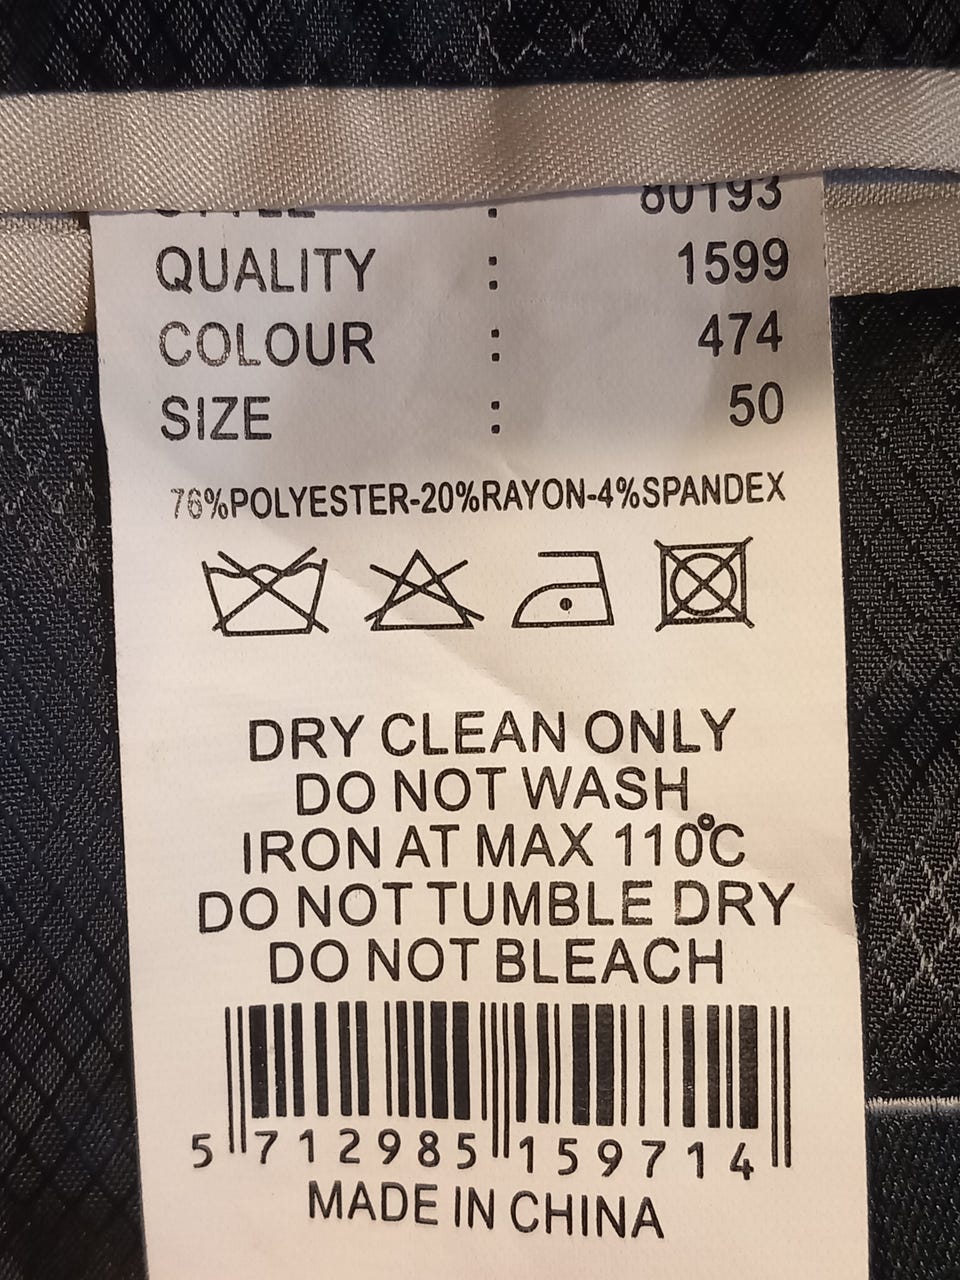 STYLE : 80193
QUALITY : 1599
COLOUR : 474
SIZE : 50
76%POLYESTER-20%RAYON-4%SPANDEX
DRY CLEAN ONLY
DO NOT WASH
IRON AT MAX 110°C
DO NOT TUMBLE DRY
DO NOT BLEACH
5 712985 159714
MADE IN CHINA